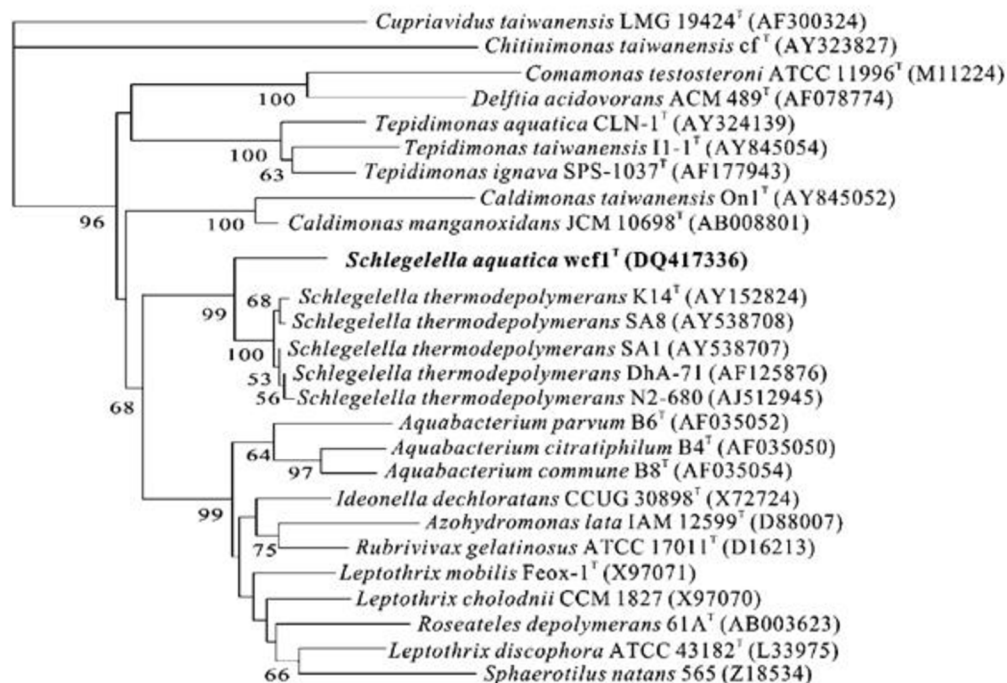 Cupriavidus taiwanensis LMG 19424ᵀ (AF300324)
Chitinimonas taiwanensis cfᵀ (AY323827)
Comamonas testosteroni ATCC 11996ᵀ (M11224)
100
Delftia acidovorans ACM 489ᵀ (AF078774)
Tepidimonas aquatica CLN-1ᵀ (AY324139)
100
Tepidimonas taiwanensis I1-1ᵀ (AY845054)
63
Tepidimonas ignava SPS-1037ᵀ (AF177943)
Caldimonas taiwanensis On1ᵀ (AY845052)
96
100
Caldimonas manganoxidans JCM 10698ᵀ (AB008801)
Schlegelella aquatica wcf1ᵀ (DQ417336)
68
Schlegelella thermodepolymerans K14ᵀ (AY152824)
99
Schlegelella thermodepolymerans SA8 (AY538708)
100
Schlegelella thermodepolymerans SA1 (AY538707)
53
Schlegelella thermodepolymerans DhA-71 (AF125876)
56
Schlegelella thermodepolymerans N2-680 (AJ512945)
68
Aquabacterium parvum B6ᵀ (AF035052)
64
Aquabacterium citratiphilum B4ᵀ (AF035050)
97
Aquabacterium commune B8ᵀ (AF035054)
99
Ideonella dechloratans CCUG 30898ᵀ (X72724)
Azohydromonas lata IAM 12599ᵀ (D88007)
75
Rubrivivax gelatinosus ATCC 17011ᵀ (D16213)
Leptothrix mobilis Feox-1ᵀ (X97071)
Leptothrix cholodnii CCM 1827 (X97070)
Roseateles depolymerans 61Aᵀ (AB003623)
Leptothrix discophora ATCC 43182ᵀ (L33975)
66
Sphaerotilus natans 565 (Z18534)